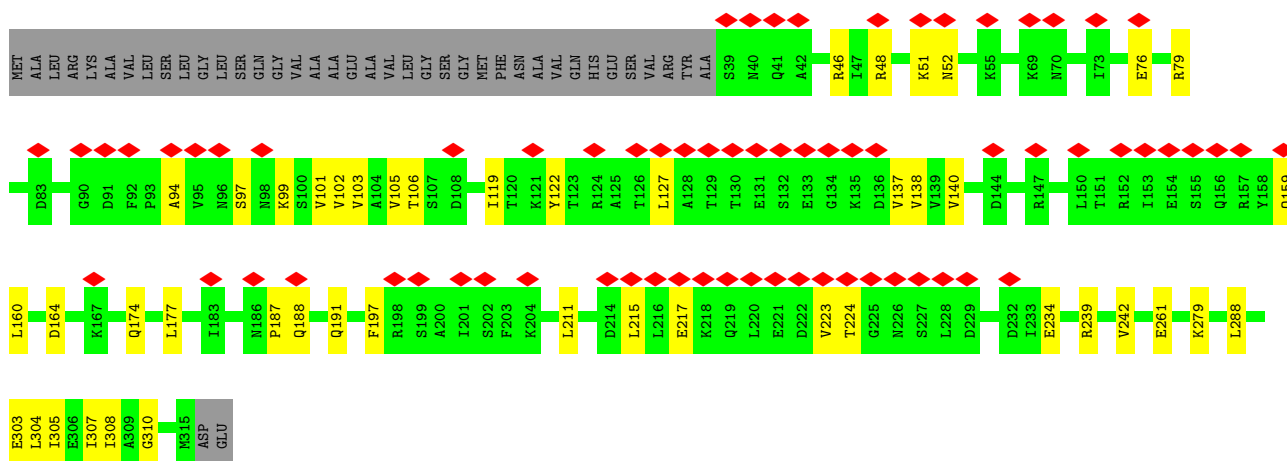 MET ALA LEU ARG LYS ALA VAL LEU SER LEU GLY LEU SER GLN GLY VAL ALA ALA GLU ALA VAL LEU GLY SER GLY MET PHE ASN ALA VAL GLN HIS GLU SER VAL ARG TYR ALA S39 N40 Q41 A42 R46 I47 R48 K51 N52 K55 K69 N70 I73 E76 R79
D83 G90 D91 F92 P93 A94 V95 N96 S97 N98 K99 S100 V101 V102 V103 A104 V105 T106 S107 D108 I119 T120 K121 Y122 T123 R124 A125 T126 L127 A128 T129 T130 E131 S132 E133 G134 K135 D136 V137 V138 V139 V140 D144 R147 L150 T151 R152 I153 E154 S155 Q156 R157 Y158 Q159
L160 D164 K167 Q174 L177 I183 N186 P187 Q188 Q191 F197 R198 S199 A200 I201 S202 F203 K204 L211 D214 L215 L216 E217 K218 Q219 L220 E221 D222 V223 T224 G225 N226 S227 L228 D229 D232 I233 E234 R239 V242 E261 K279 L288
E303 L304 I305 E306 I307 I308 A309 G310 M315 ASP GLU